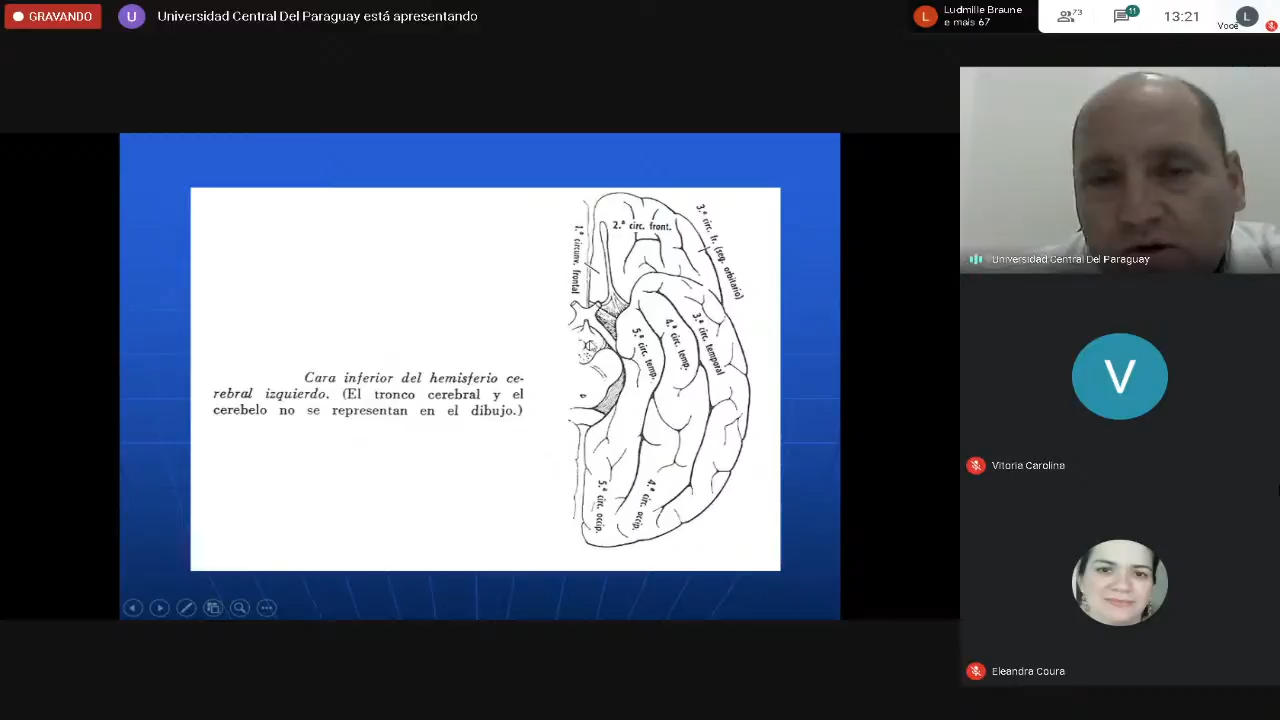 GRAVANDO
U
Universidad Central Del Paraguay está apresentando
L
Ludmille Braune
e mais 67
73
11
13:21
L
Você
1.ª circunv. frontal
2.ª circ. front.
3.ª circ. fr. (seg. orbitario)
5.ª circ. temp.
4.ª circ. temp.
3.ª circ. temporal
5.ª circ. occip.
4.ª circ. occip.
Cara inferior del hemisferio ce-
rebral izquierdo. (El tronco cerebral y el
cerebelo no se representan en el dibujo.)
Universidad Central Del Paraguay
V
Vitoria Carolina
Eleandra Coura